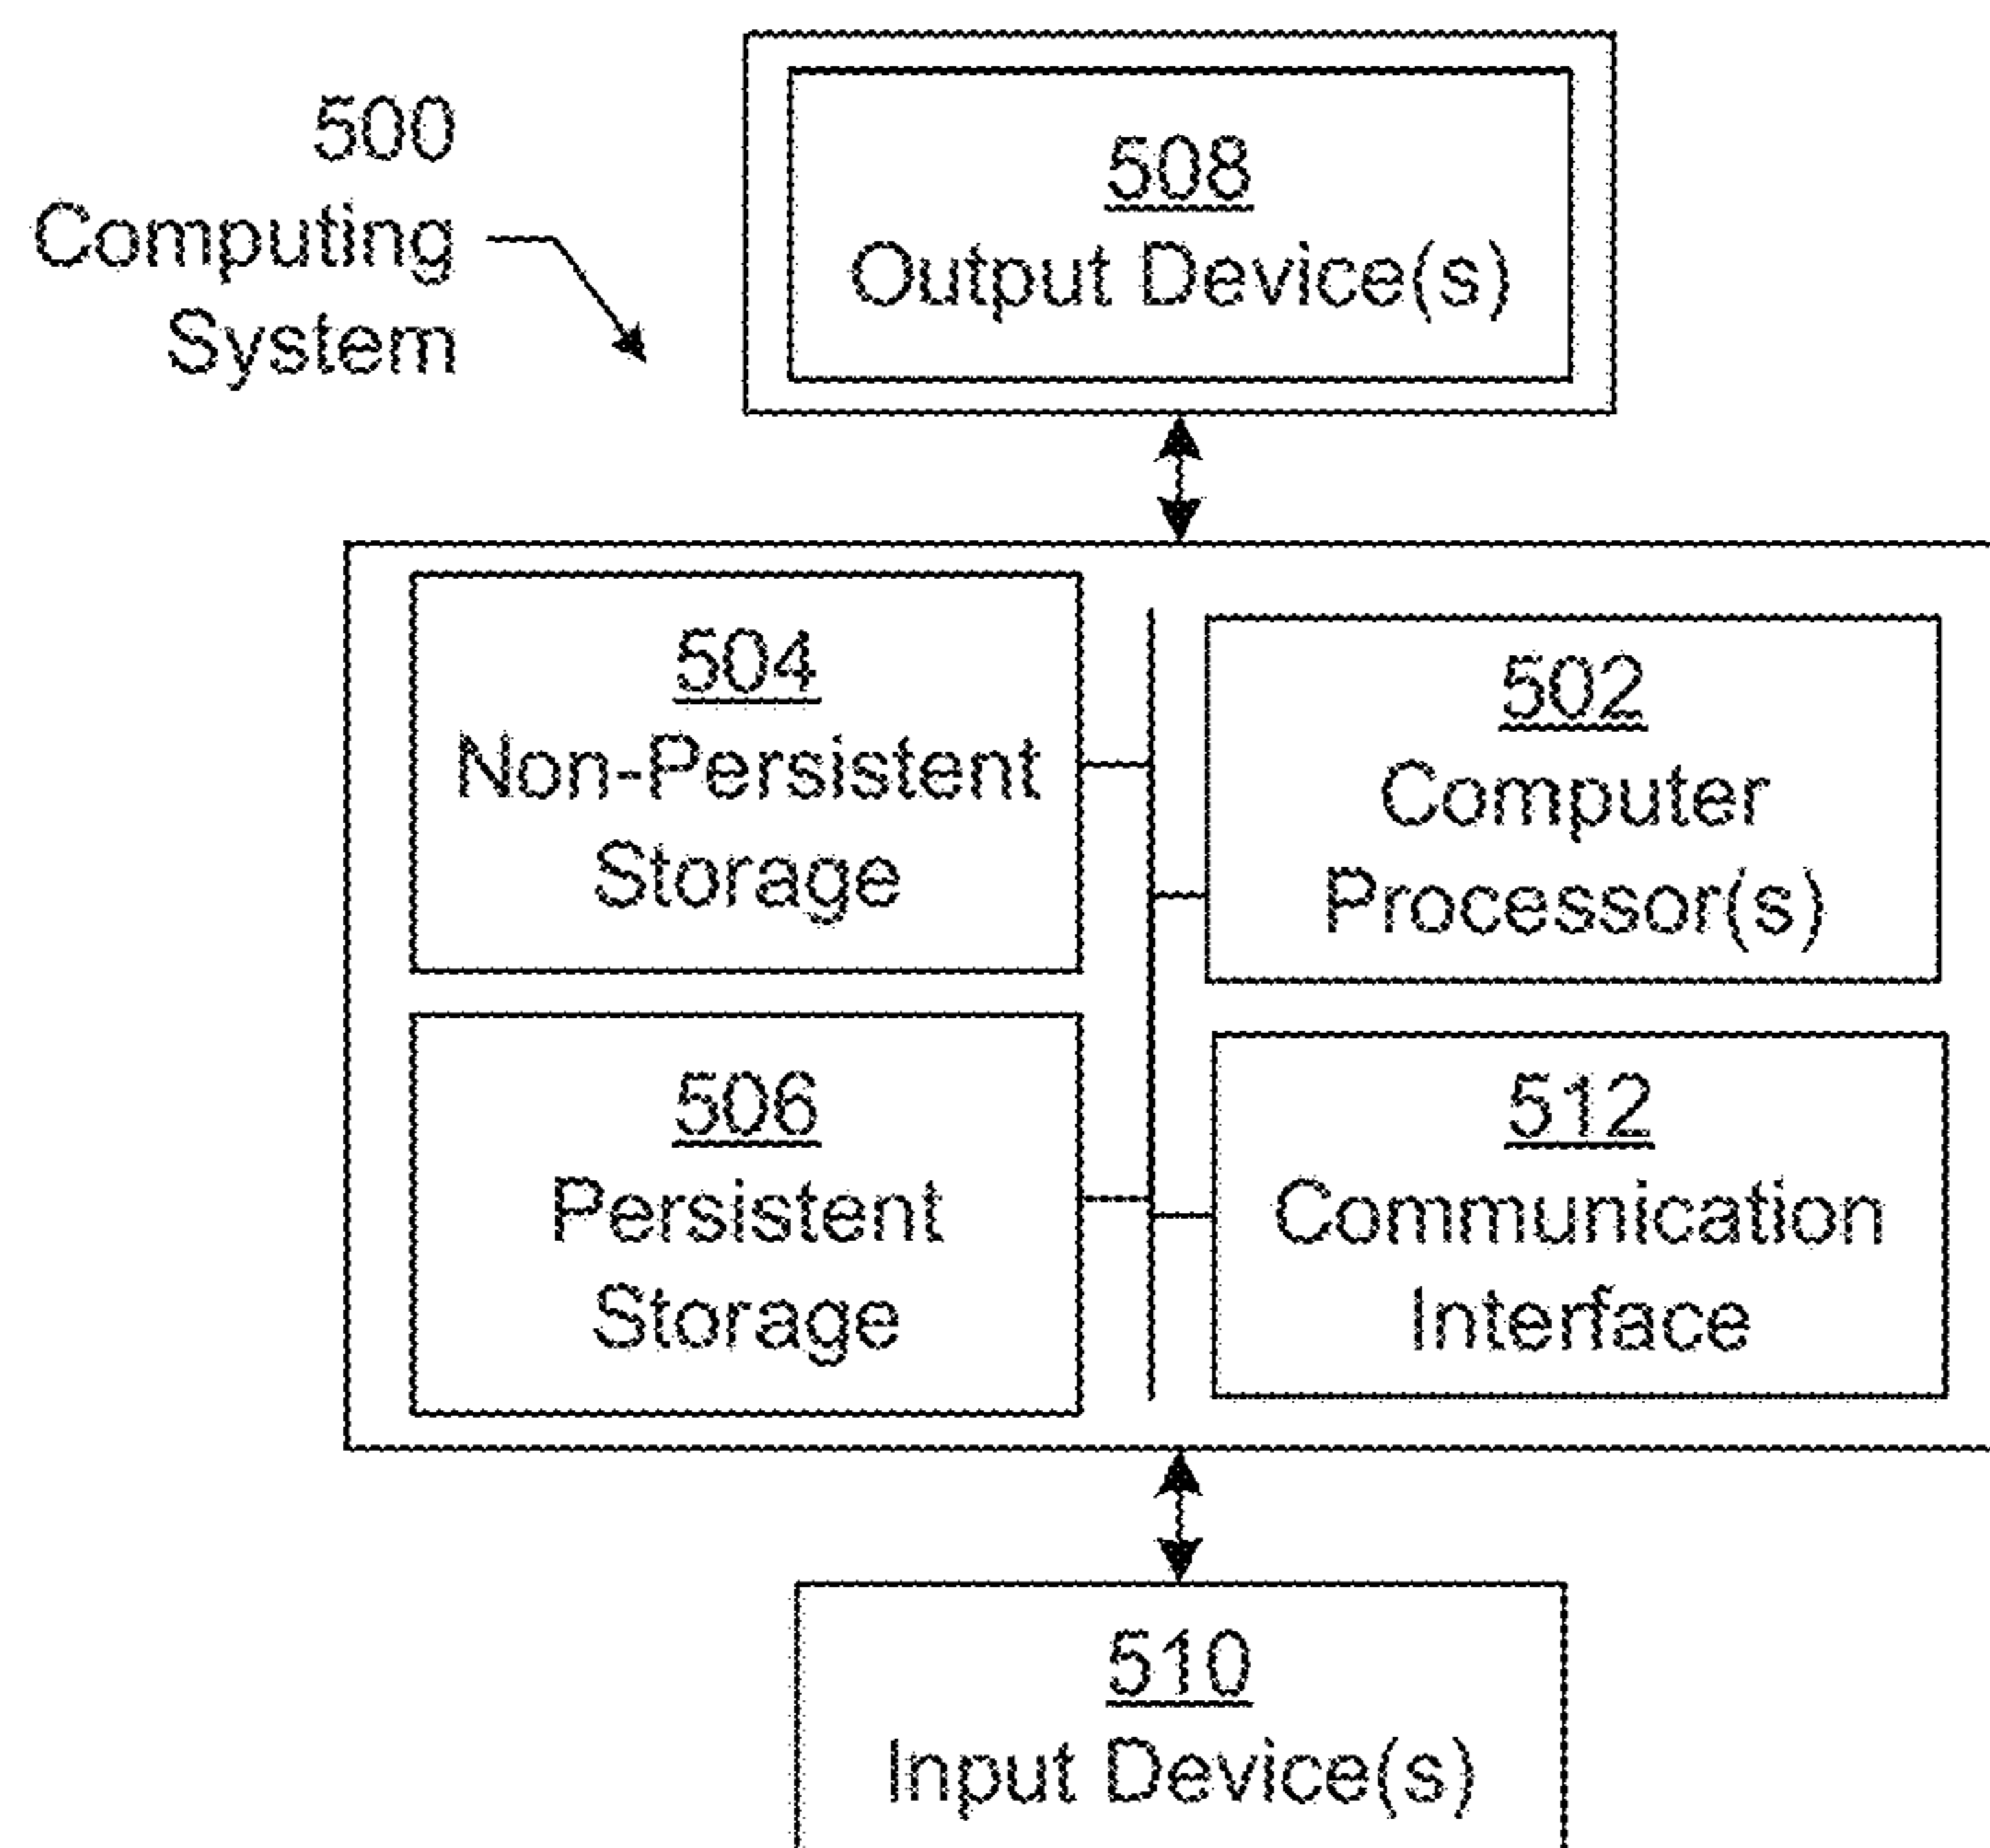 500
Computing
System
508
Output Device(s)
504
Non-Persistent
Storage
502
Computer
Processor(s)
506
Persistent
Storage
512
Communication
Interface
510
Input Device(s)